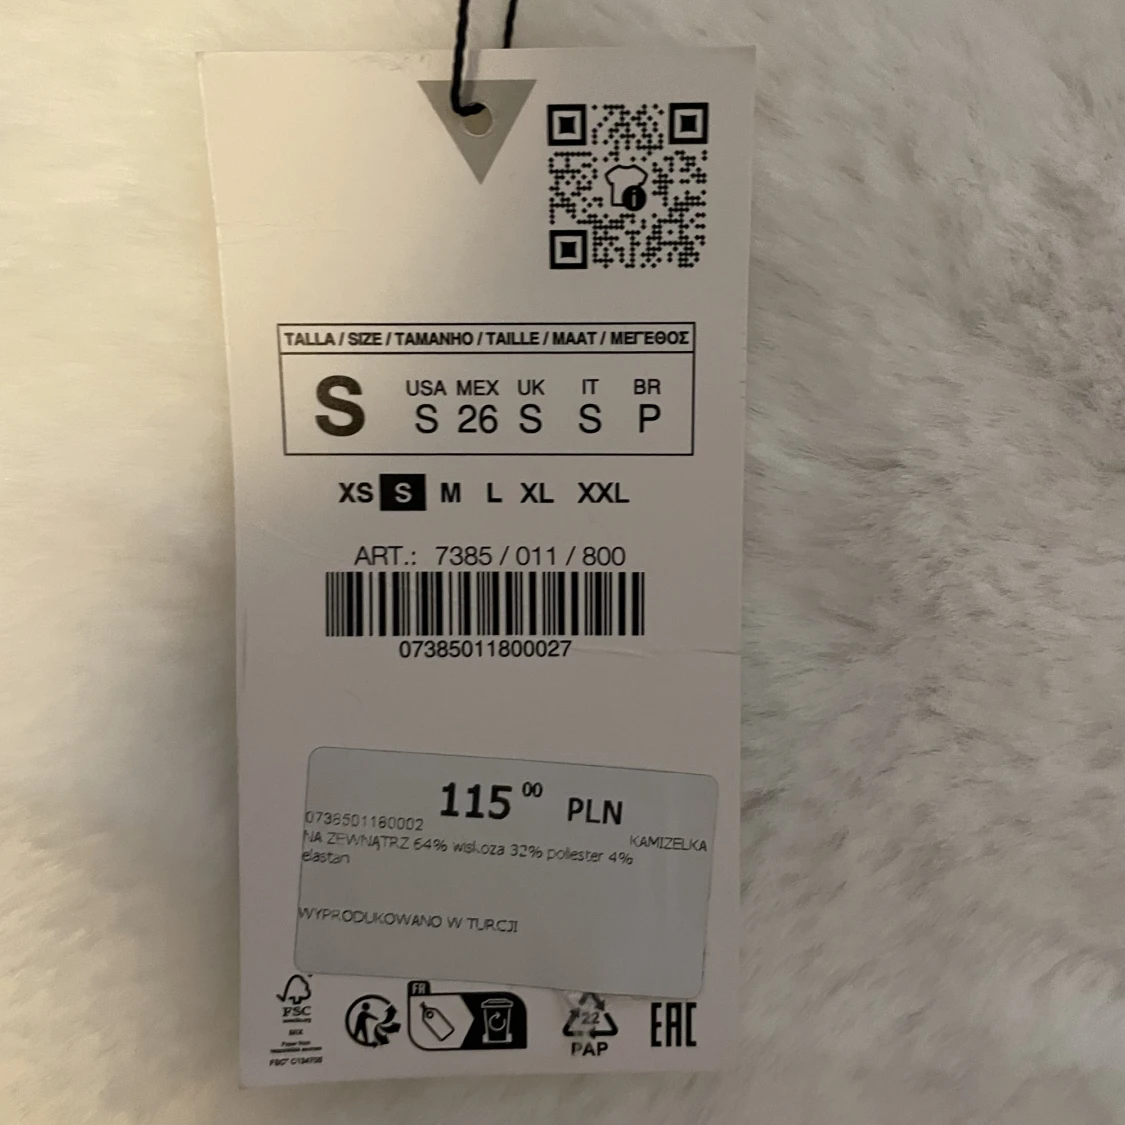 TALLA / SIZE / TAMANHO / TAILLE / MAAT / ΜΕΓΕΘΟΣ
S
USA MEX UK IT BR
S 26 S S P
XS S M L XL XXL
ART.: 7385 / 011 / 800
07385011800027
115 00 PLN
0738501180002
KAMIZELKA
NA ZEWNĄTRZ 64% wiskoza 32% poliester 4%
elastan
WYPRODUKOWANO W TURCJI
FSC
MIX
FR
22
PAP
EAC